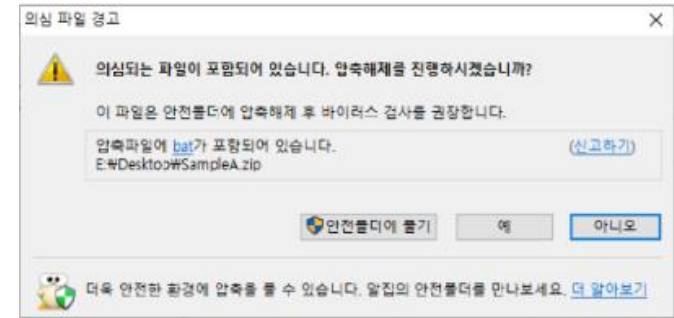 의심 파일 경고
의심되는 파일이 포함되어 있습니다. 압축해제를 진행하시겠습니까?
이 파일은 안전폴더에 압축해제 후 바이러스 검사를 권장합니다.
압축파일에 bat가 포함되어 있습니다. (신고하기)
E:₩Desktop₩SampleA.zip
안전폴더에 풀기 예 아니오
더욱 안전한 환경에 압축을 풀 수 있습니다. 알집의 안전폴더를 만나보세요. 더 알아보기